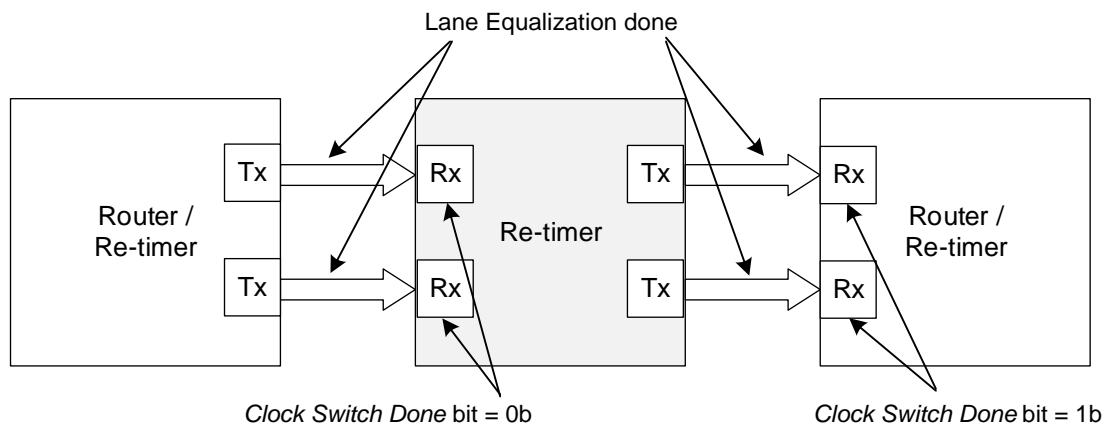 Lane Equalization done
Tx
Rx
Tx
Rx
Router /
Re-timer
Re-timer
Router /
Re-timer
Tx
Rx
Tx
Rx
Clock Switch Done bit = 0b
Clock Switch Done bit = 1b